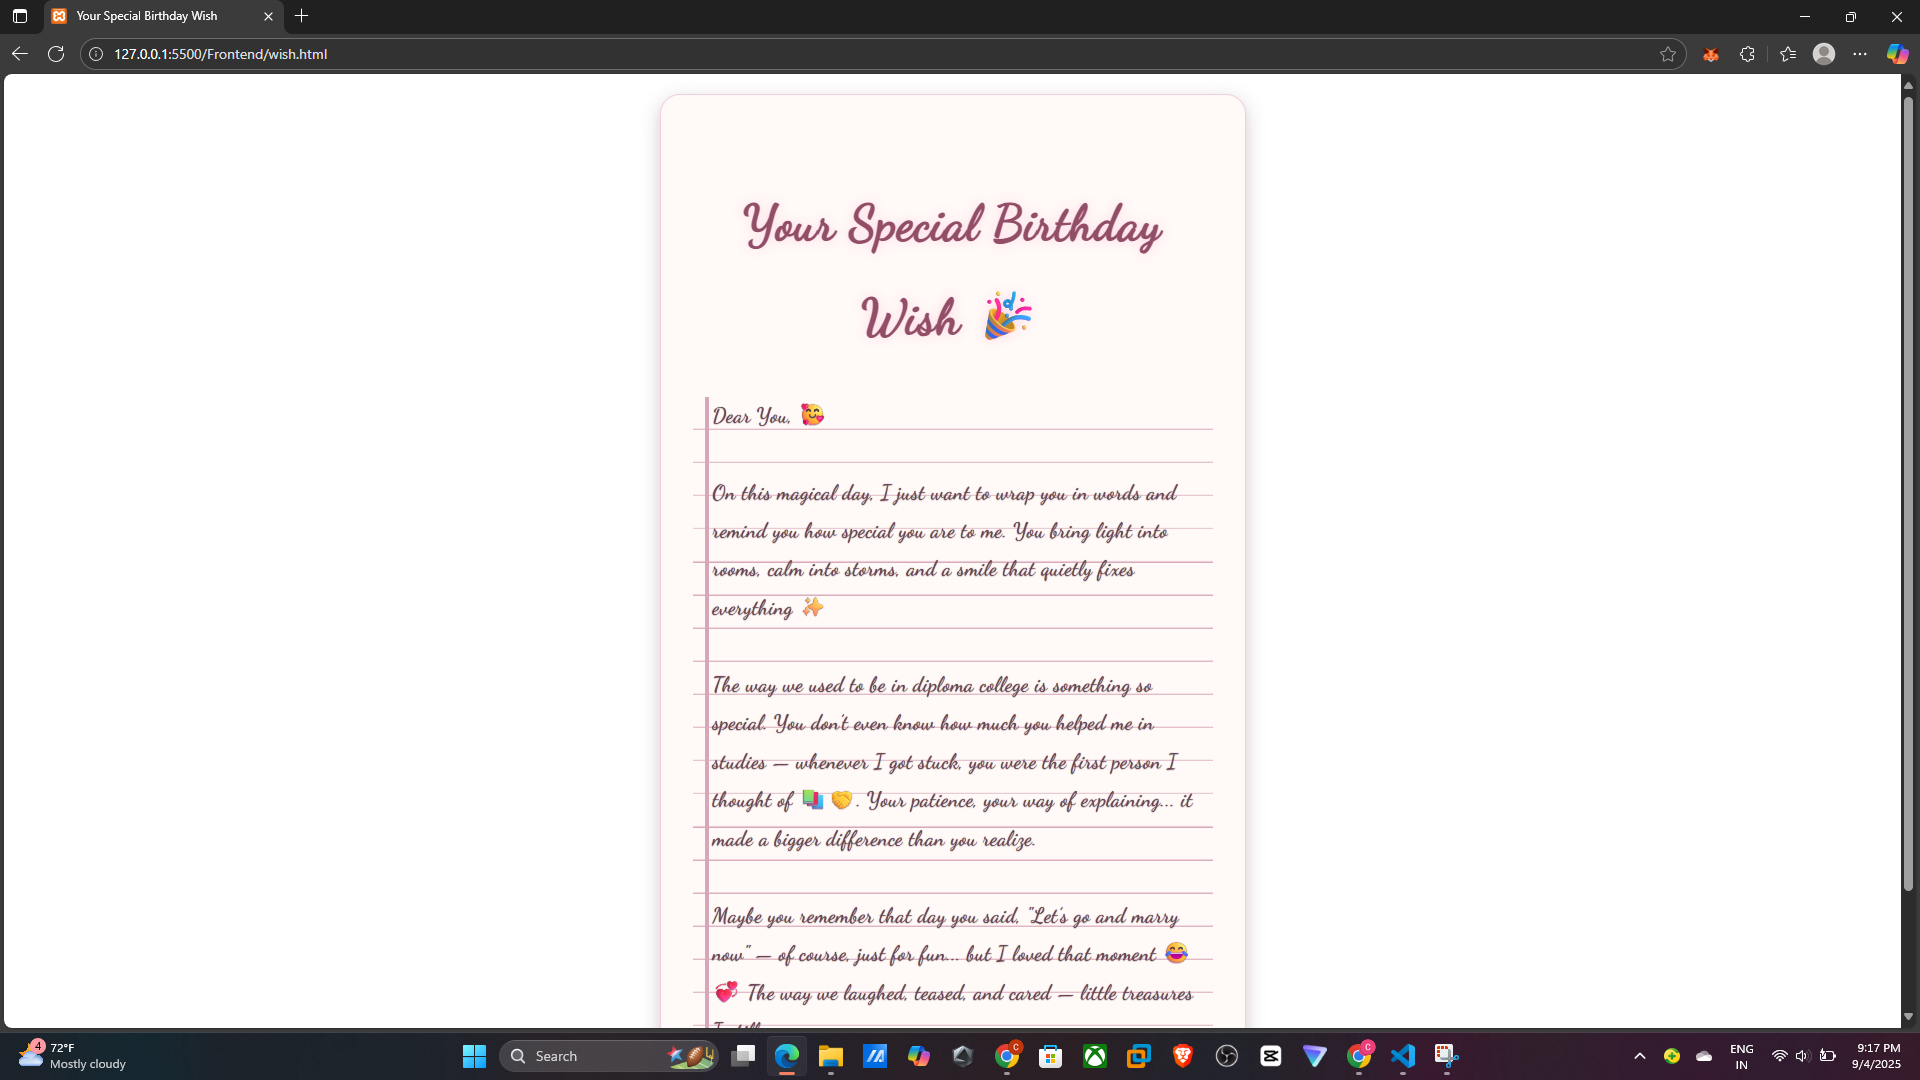 Your Special Birthday Wish
127.0.0.1:5500/Frontend/wish.html
Your Special Birthday
Wish 🎉
Dear You, 🥰
On this magical day, I just want to wrap you in words and
remind you how special you are to me. You bring light into
rooms, calm into storms, and a smile that quietly fixes
everything ✨
The way we used to be in diploma college is something so
special. You don't even know how much you helped me in
studies — whenever I got stuck, you were the first person I
thought of 📚 🤝. Your patience, your way of explaining... it
made a bigger difference than you realize.
Maybe you remember that day you said, "Let's go and marry
now" — of course, just for fun... but I loved that moment 😂
💞 The way we laughed, teased, and cared — little treasures
4
72°F
Mostly cloudy
Search
C
C
ENG
IN
9:17 PM
9/4/2025